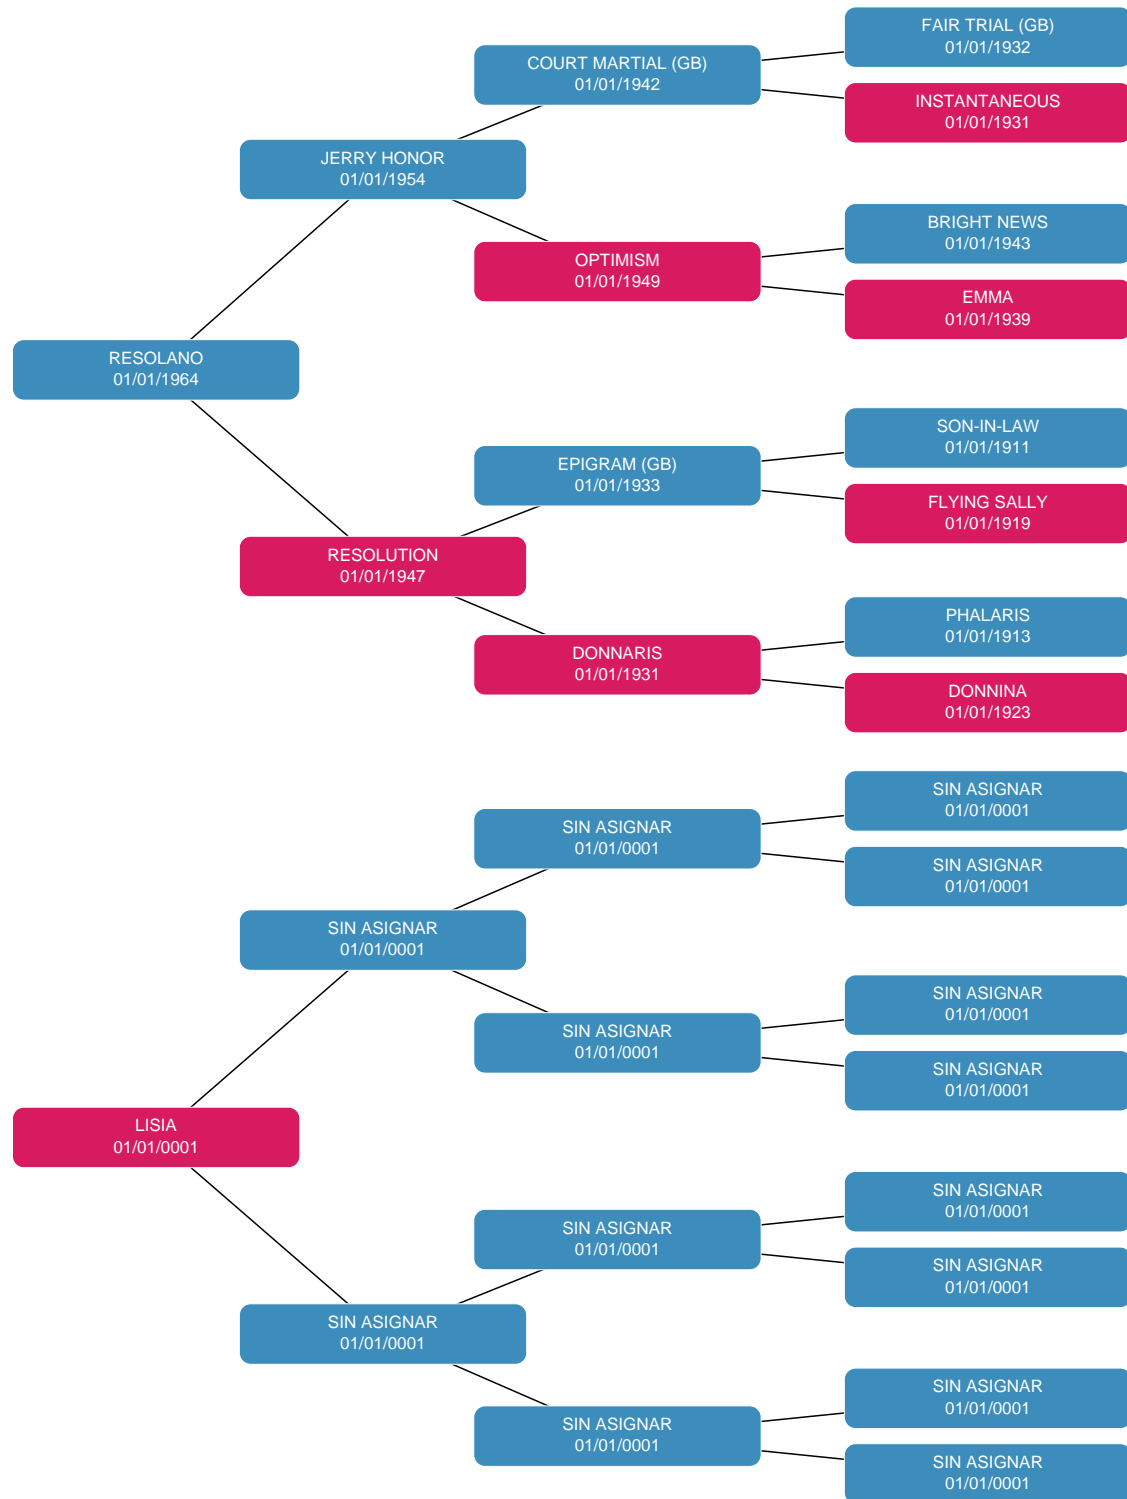 FAIR TRIAL (GB)
01/01/1932
COURT MARTIAL (GB)
01/01/1942
INSTANTANEOUS
01/01/1931
JERRY HONOR
01/01/1954
BRIGHT NEWS
01/01/1943
OPTIMISM
01/01/1949
EMMA
01/01/1939
RESOLANO
01/01/1964
SON-IN-LAW
01/01/1911
EPIGRAM (GB)
01/01/1933
FLYING SALLY
01/01/1919
RESOLUTION
01/01/1947
PHALARIS
01/01/1913
DONNARIS
01/01/1931
DONNINA
01/01/1923
SIN ASIGNAR
01/01/0001
SIN ASIGNAR
01/01/0001
SIN ASIGNAR
01/01/0001
SIN ASIGNAR
01/01/0001
SIN ASIGNAR
01/01/0001
SIN ASIGNAR
01/01/0001
SIN ASIGNAR
01/01/0001
LISIA
01/01/0001
SIN ASIGNAR
01/01/0001
SIN ASIGNAR
01/01/0001
SIN ASIGNAR
01/01/0001
SIN ASIGNAR
01/01/0001
SIN ASIGNAR
01/01/0001
SIN ASIGNAR
01/01/0001
SIN ASIGNAR
01/01/0001